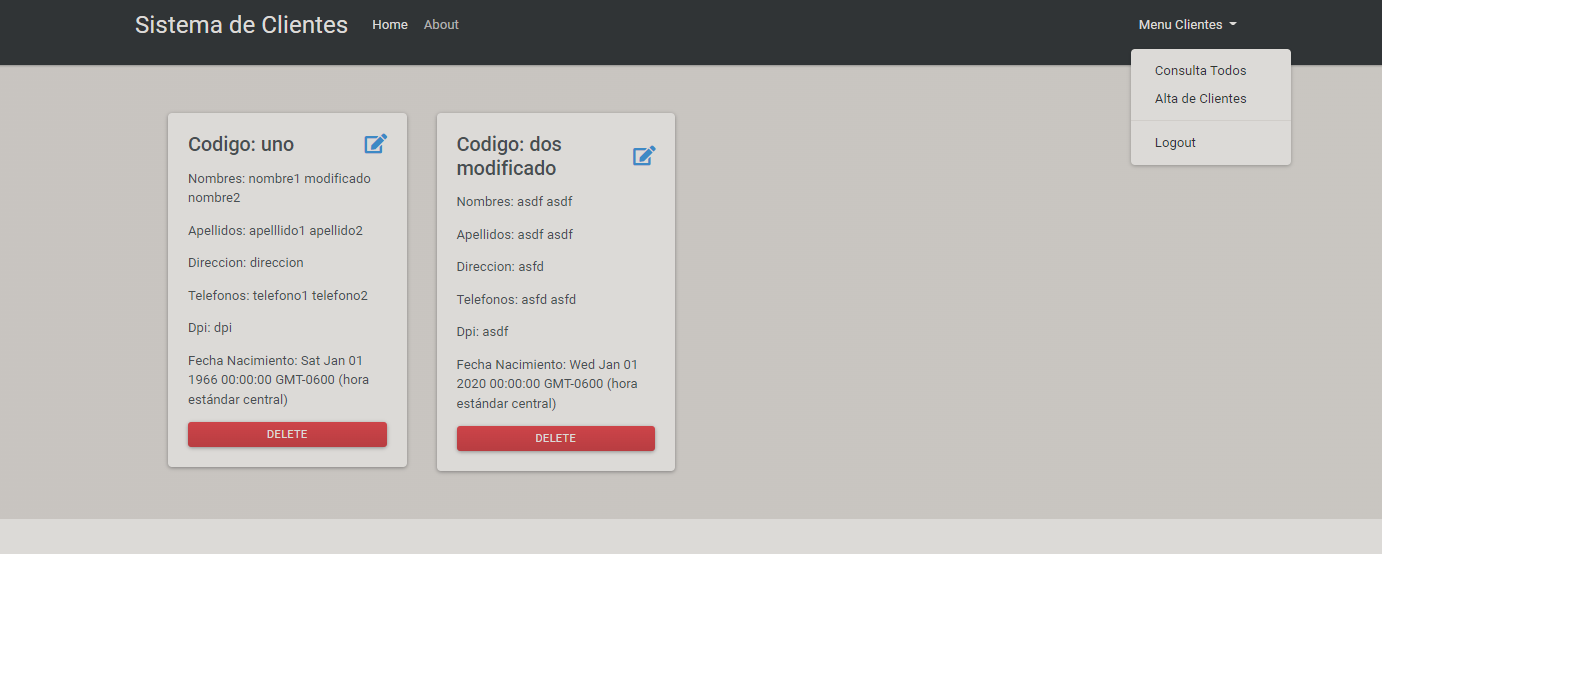 Sistema de Clientes Home About Menu Clientes
Consulta Todos
Alta de Clientes
Logout
Codigo: uno
Nombres: nombre1 modificado
nombre2
Apellidos: apelllido1 apellido2
Direccion: direccion
Telefonos: telefono1 telefono2
Dpi: dpi
Fecha Nacimiento: Sat Jan 01
1966 00:00:00 GMT-0600 (hora
estándar central)
DELETE
Codigo: dos
modificado
Nombres: asdf asdf
Apellidos: asdf asdf
Direccion: asfd
Telefonos: asfd asfd
Dpi: asdf
Fecha Nacimiento: Wed Jan 01
2020 00:00:00 GMT-0600 (hora
estándar central)
DELETE